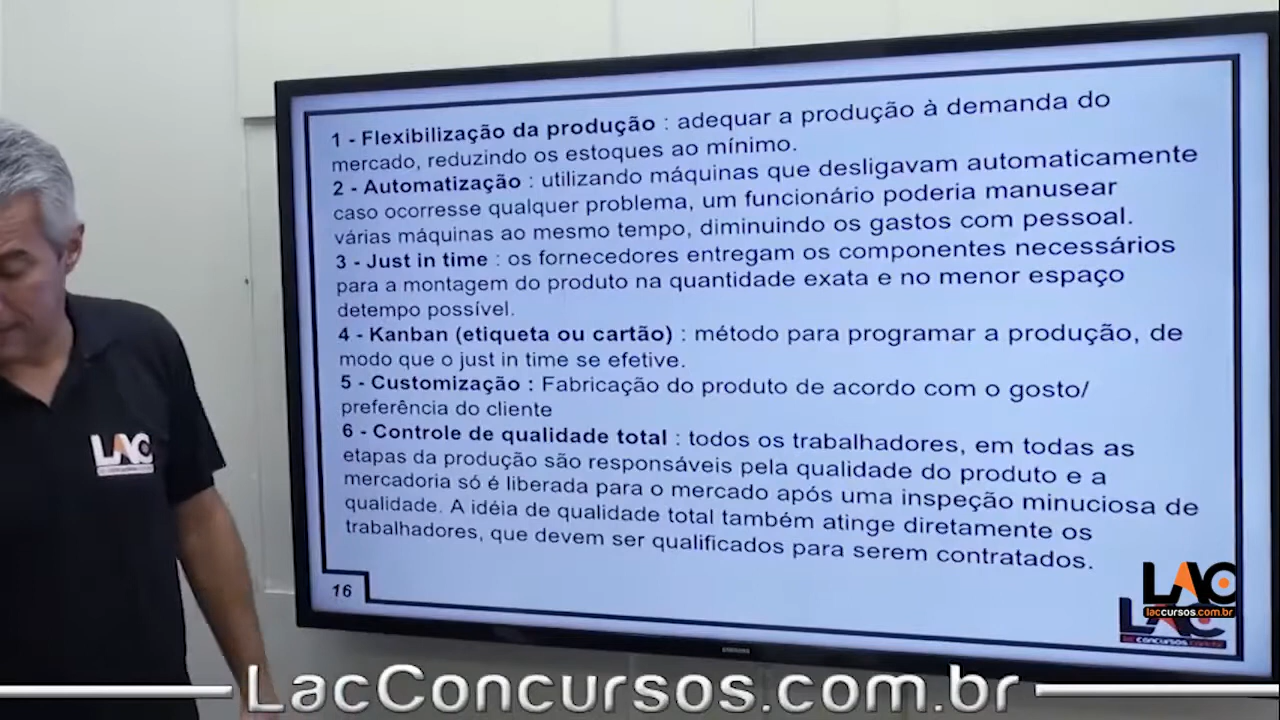 1 - Flexibilização da produção : adequar a produção à demanda do
mercado, reduzindo os estoques ao mínimo.
2 - Automatização : utilizando máquinas que desligavam automaticamente
caso ocorresse qualquer problema, um funcionário poderia manusear
várias máquinas ao mesmo tempo, diminuindo os gastos com pessoal.
3 - Just in time : os fornecedores entregam os componentes necessários
para a montagem do produto na quantidade exata e no menor espaço
detempo possível.
4 - Kanban (etiqueta ou cartão) : método para programar a produção, de
modo que o just in time se efetive.
5 - Customização : Fabricação do produto de acordo com o gosto/
preferência do cliente
6 - Controle de qualidade total : todos os trabalhadores, em todas as
etapas da produção são responsáveis pela qualidade do produto e a
mercadoria só é liberada para o mercado após uma inspeção minuciosa de
qualidade. A idéia de qualidade total também atinge diretamente os
trabalhadores, que devem ser qualificados para serem contratados.
16
LAC
LAC
laccursos.com.br
LAC
SAMSUNG
LacConcursos.com.br